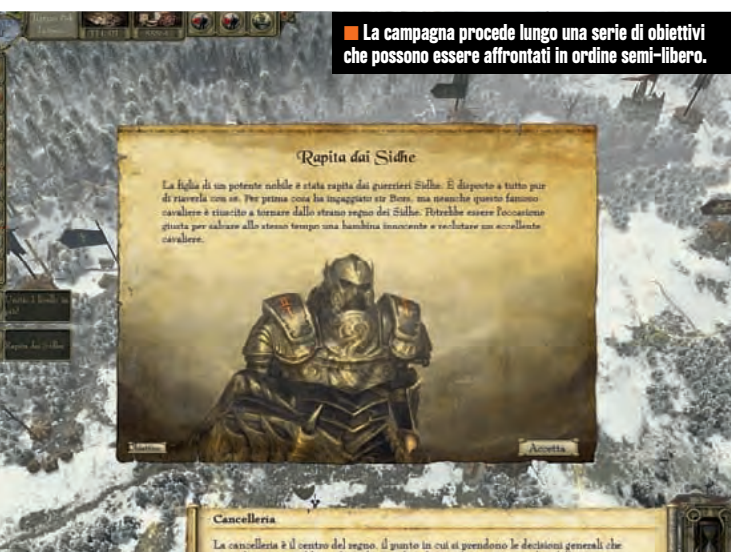 ■ La campagna procede lungo una serie di obiettivi
che possono essere affrontati in ordine semi-libero.
Rapita dai Sidhe
La figlia di un potente nobile è stata rapita dai guerrieri Sidhe. È disposto a tutto pur
di riaverla con se. Per prima cosa ha ingaggiato sir Bors, ma neanche questo famoso
cavaliere è riuscito a tornare dallo strano regno dei Sidhe. Potrebbe essere l'occasione
giusta per salvare allo stesso tempo una bambina innocente e reclutare un eccellente
cavaliere.
Rapita dai Sidhe
Accetta
Cancelleria
La cancelleria è il centro del regno, il punto in cui si prendono le decisioni generali che